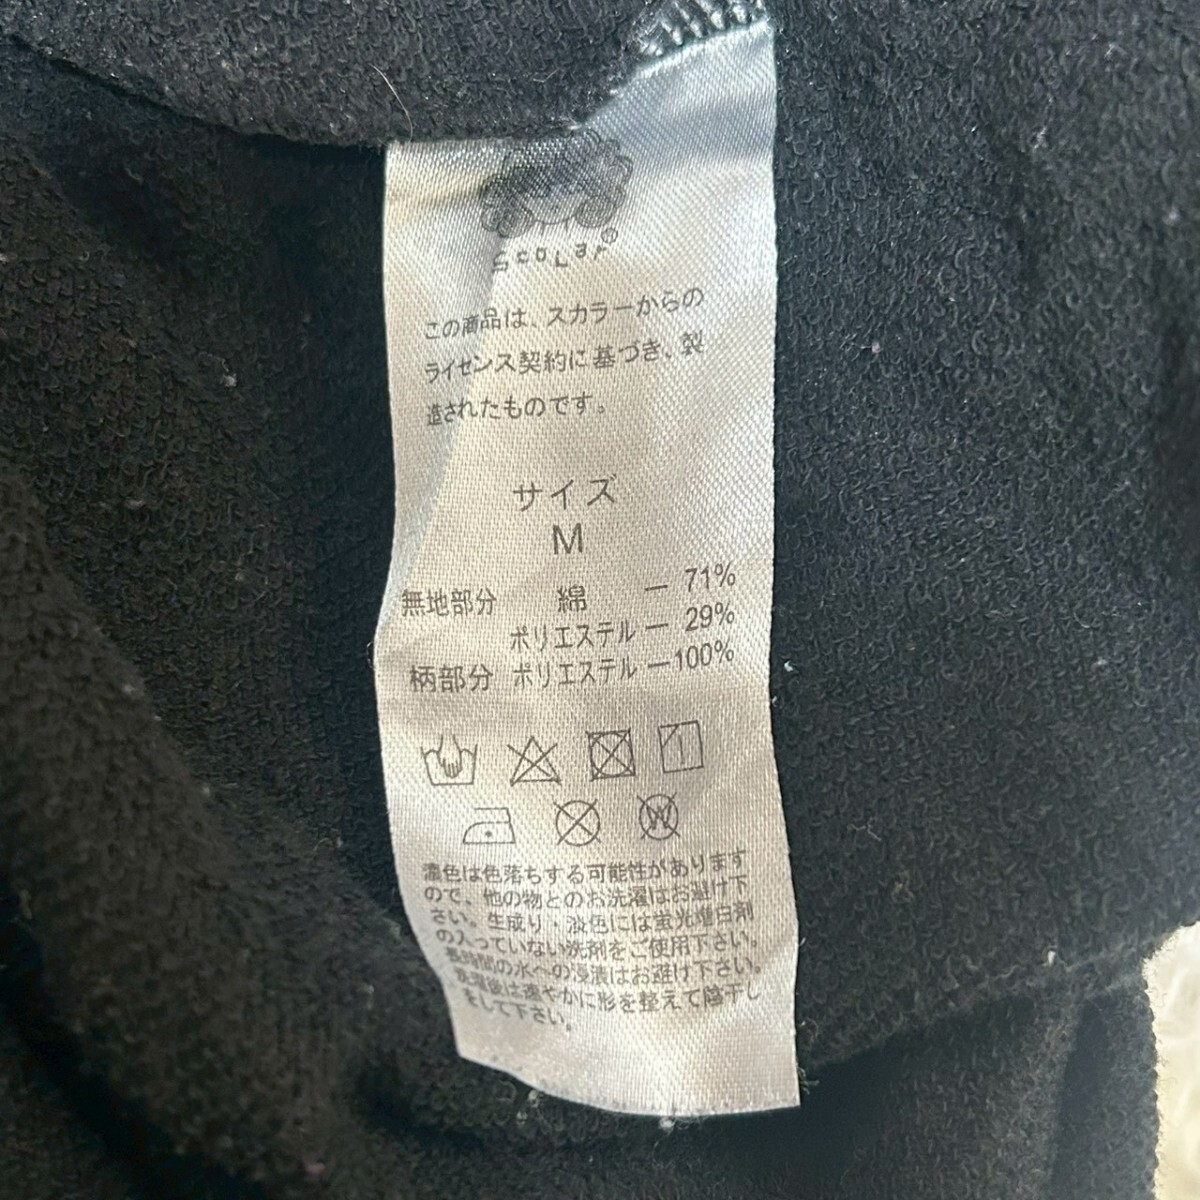 scoLar®
この商品は、スカラーからの
ライセンス契約に基づき、製
造されたものです。
サイズ
M
無地部分 綿 ー 71%
ポリエステル ー 29%
柄部分 ポリエステル ー100%
W
濃色は色落ちする可能性があります
ので、他の物とのお洗濯はお避け下
さい。生成り・淡色には蛍光増白剤
の入っていない洗剤をご使用下さい。
長時間の水への浸漬はお避け下さい。
洗濯後は速やかに形を整えて陰干し
をして下さい。